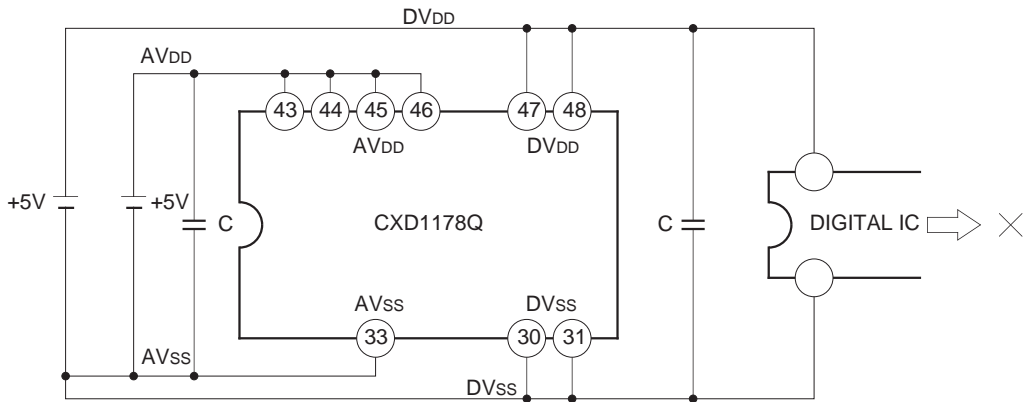 DVDD
AVDD
43 44 45 46 47 48
AVDD DVDD
+5V +5V C CXD1178Q C DIGITAL IC
AVSS DVSS
33 30 31
AVSS
DVSS